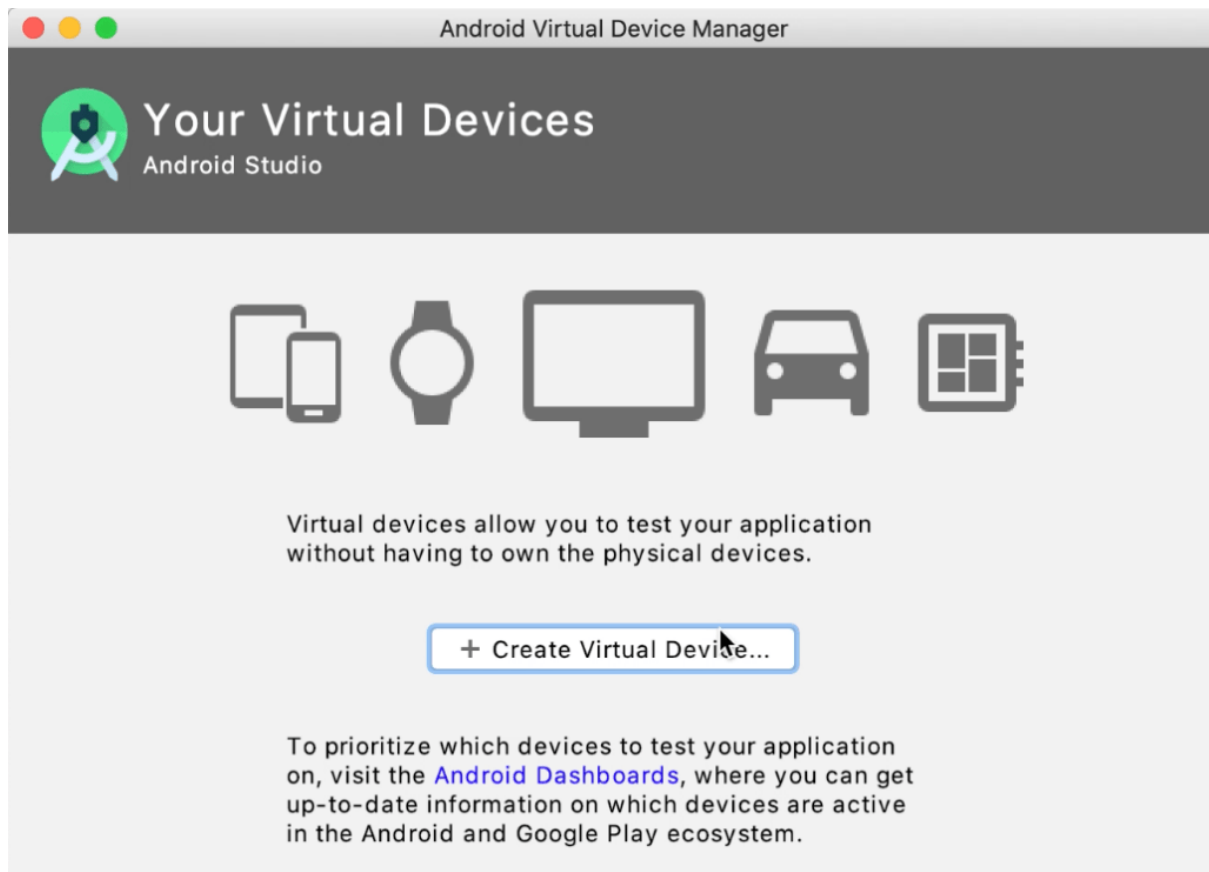 Android Virtual Device Manager
Your Virtual Devices
Android Studio
Virtual devices allow you to test your application
without having to own the physical devices.
+ Create Virtual Device...
To prioritize which devices to test your application
on, visit the Android Dashboards, where you can get
up-to-date information on which devices are active
in the Android and Google Play ecosystem.